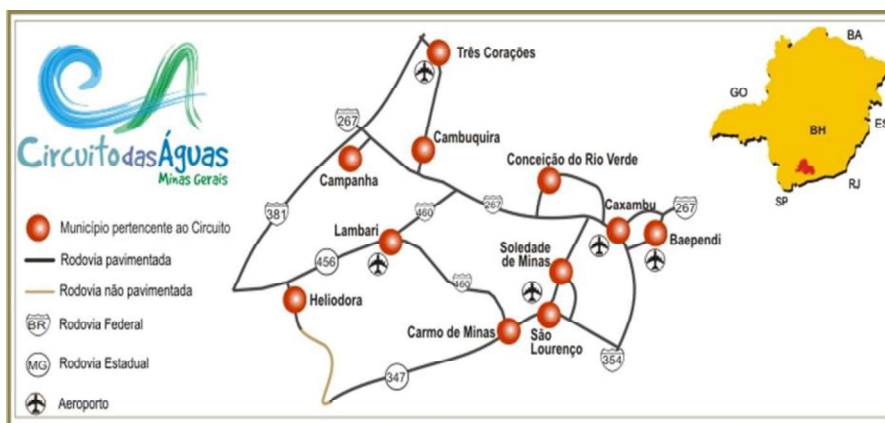 Circuito das Águas
Minas Gerais
Município pertencente ao Circuito
Rodovia pavimentada
Rodovia não pavimentada
BR
Rodovia Federal
MG
Rodovia Estadual
Aeroporto
Três Corações
267
Cambuquira
Campanha
Conceição do Rio Verde
381
Lambari
460
267
Caxambu
267
Baependi
456
Soledade
de Minas
460
Heliodora
Carmo de Minas
São
Lourenço
354
347
BA
GO
BH
ES
RJ
SP